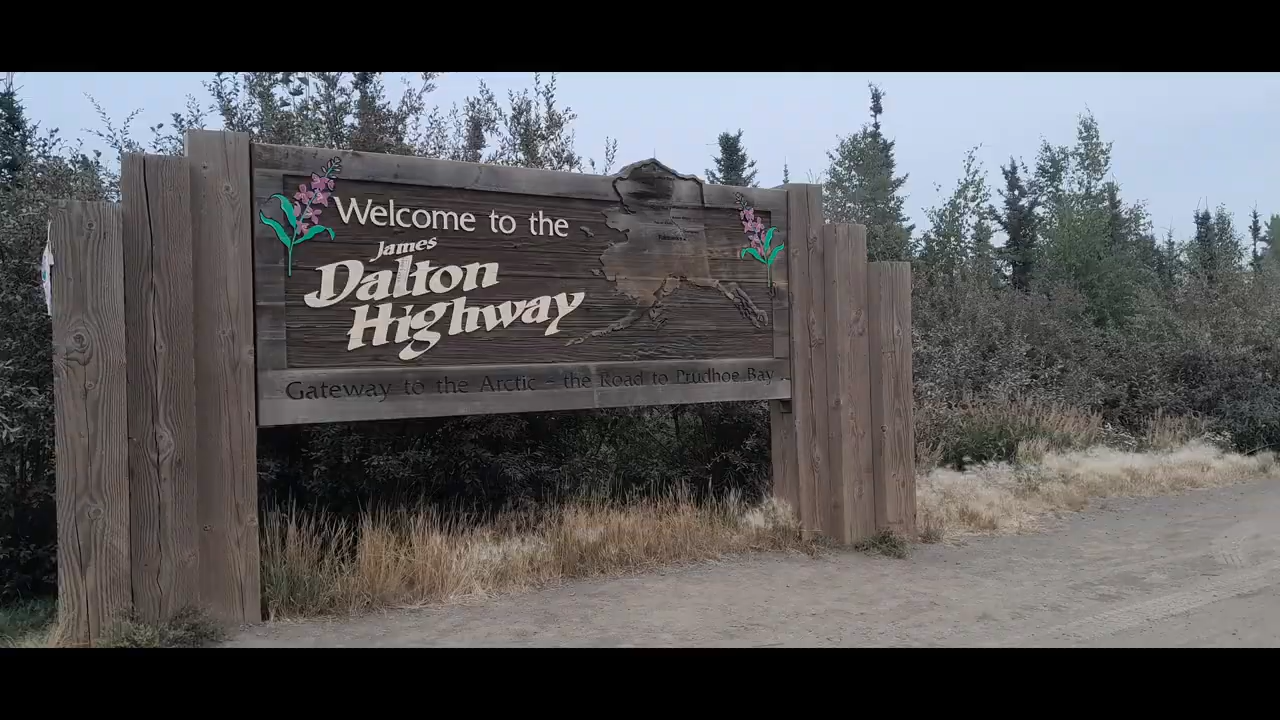 Welcome to the
James
Dalton
Highway
Gateway to the Arctic - the Road to Prudhoe Bay